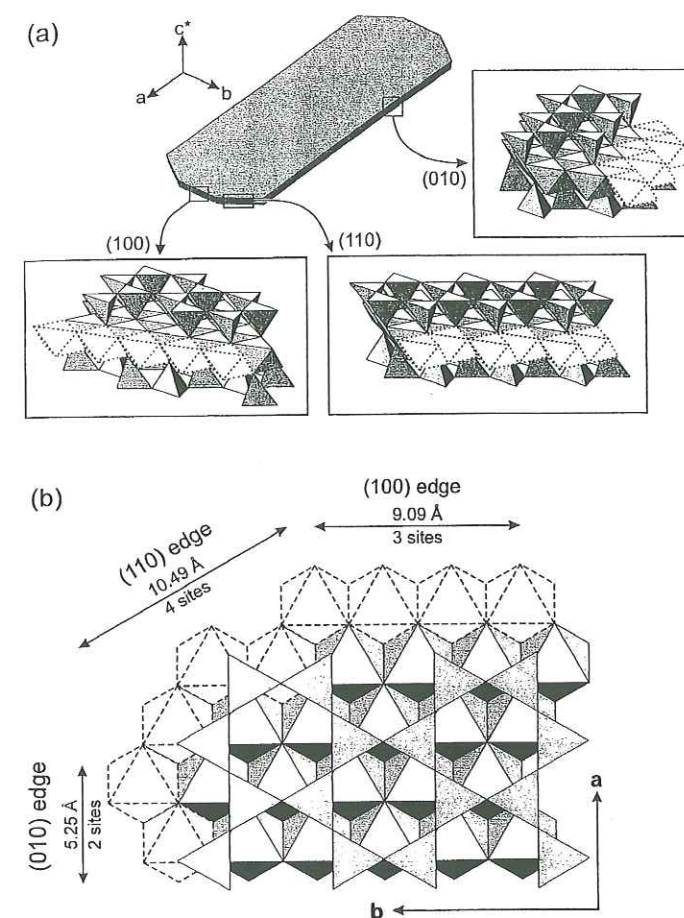 (a)
c*
a
b
(010)
(100)
(110)
(b)
(100) edge
9.09 Å
3 sites
(110) edge
10.49 Å
4 sites
(010) edge
5.25 Å
2 sites
a
b